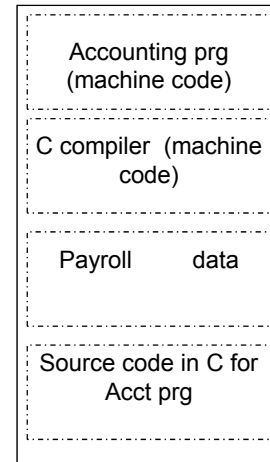 Accounting prg
(machine code)
C compiler (machine
code)
Payroll data
Source code in C for
Acct prg